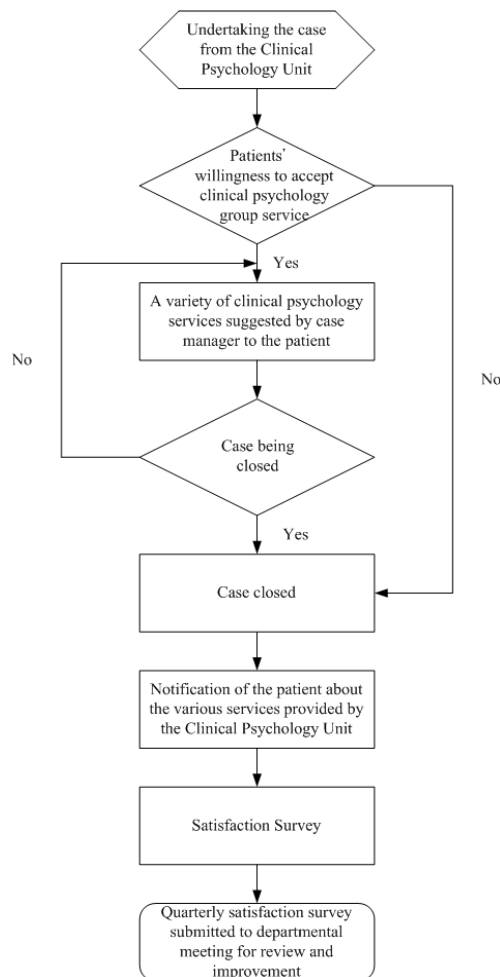 Undertaking the case
from the Clinical
Psychology Unit
Patients'
willingness to accept
clinical psychology
group service
Yes
A variety of clinical psychology
services suggested by case
manager to the patient
No
No
Case being
closed
Yes
Case closed
Notification of the patient about
the various services provided by
the Clinical Psychology Unit
Satisfaction Survey
Quarterly satisfaction survey
submitted to departmental
meeting for review and
improvement